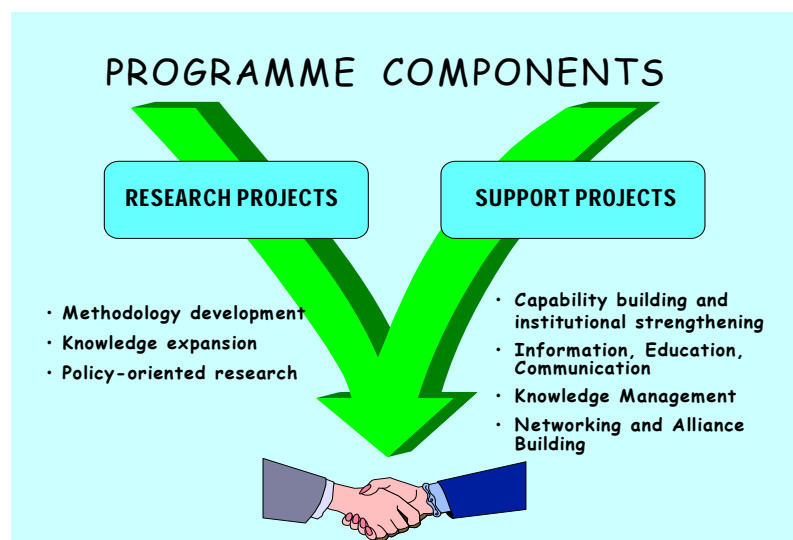 PROGRAMME COMPONENTS
RESEARCH PROJECTS
· Methodology development
· Knowledge expansion
· Policy-oriented research
SUPPORT PROJECTS
· Capability building and
institutional strengthening
· Information, Education,
Communication
· Knowledge Management
· Networking and Alliance
Building